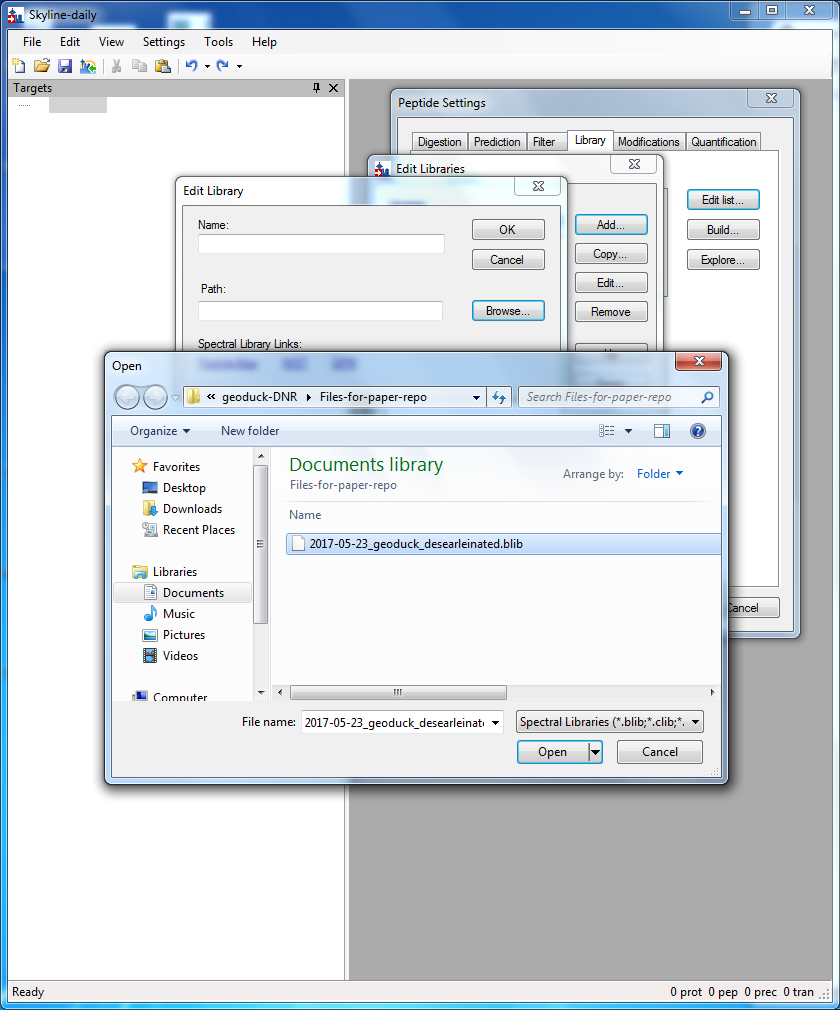 Skyline-daily
File Edit View Settings Tools Help
Targets
Peptide Settings
Digestion Prediction Filter Library Modifications Quantification
Edit list...
Build...
Explore...
Cancel
Edit Libraries
Add...
Copy...
Edit...
Remove
Edit Library
Name:
OK
Cancel
Path:
Browse...
Spectral Library Links:
Open
« geoduck-DNR Files-for-paper-repo
Search Files-for-paper-repo
Organize New folder
Favorites
Desktop
Downloads
Recent Places
Libraries
Documents
Music
Pictures
Videos
Computer
Documents library
Files-for-paper-repo
Arrange by: Folder
Name
2017-05-23_geoduck_desearleinated.blib
File name: 2017-05-23_geoduck_desearleinate
Spectral Libraries (*.blib;*.clib;*.
Open Cancel
Ready
0 prot 0 pep 0 prec 0 tran